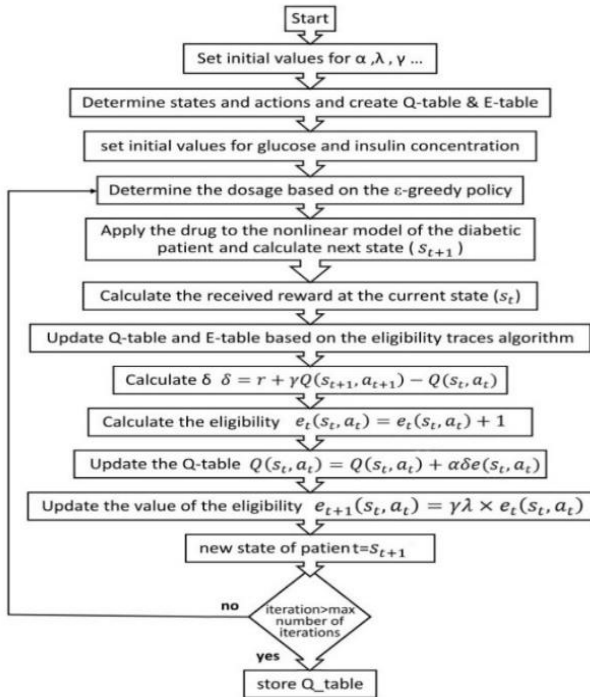 Start
Set initial values for α ,λ , γ ...
Determine states and actions and create Q-table & E-table
set initial values for glucose and insulin concentration
Determine the dosage based on the ε-greedy policy
Apply the drug to the nonlinear model of the diabetic
patient and calculate next state ( s_{t+1} )
Calculate the received reward at the current state (s_t)
Update Q-table and E-table based on the eligibility traces algorithm
Calculate δ δ = r + γQ(s_{t+1}, a_{t+1}) − Q(s_t, a_t)
Calculate the eligibility e_t(s_t, a_t) = e_t(s_t, a_t) + 1
Update the Q-table Q(s_t, a_t) = Q(s_t, a_t) + αδe(s_t, a_t)
Update the value of the eligibility e_{t+1}(s_t, a_t) = γλ × e_t(s_t, a_t)
new state of patient=s_{t+1}
no
iteration>max
number of
iterations
yes
store Q_table